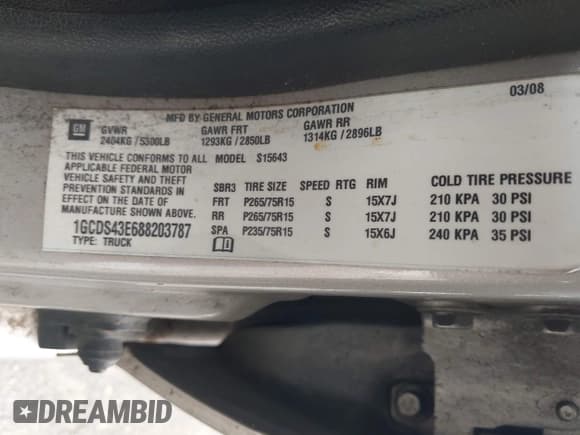 03/08
MFD BY GENERAL MOTORS CORPORATION
GM GVWR GAWR FRT GAWR RR
2404KG / 5300LB 1293KG / 2850LB 1314KG / 2896LB
THIS VEHICLE CONFORMS TO ALL MODEL S15643
APPLICABLE FEDERAL MOTOR
VEHICLE SAFETY AND THEFT
PREVENTION STANDARDS IN
EFFECT ON THE DATE OF
MANUFACTURE SHOWN ABOVE.
SBR3 TIRE SIZE SPEED RTG RIM COLD TIRE PRESSURE
FRT P265/75R15 S 15X7J 210 KPA 30 PSI
RR P265/75R15 S 15X7J 210 KPA 30 PSI
SPA P235/75R15 S 15X6J 240 KPA 35 PSI
1GCDS43E688203787
TYPE: TRUCK
DREAMBID